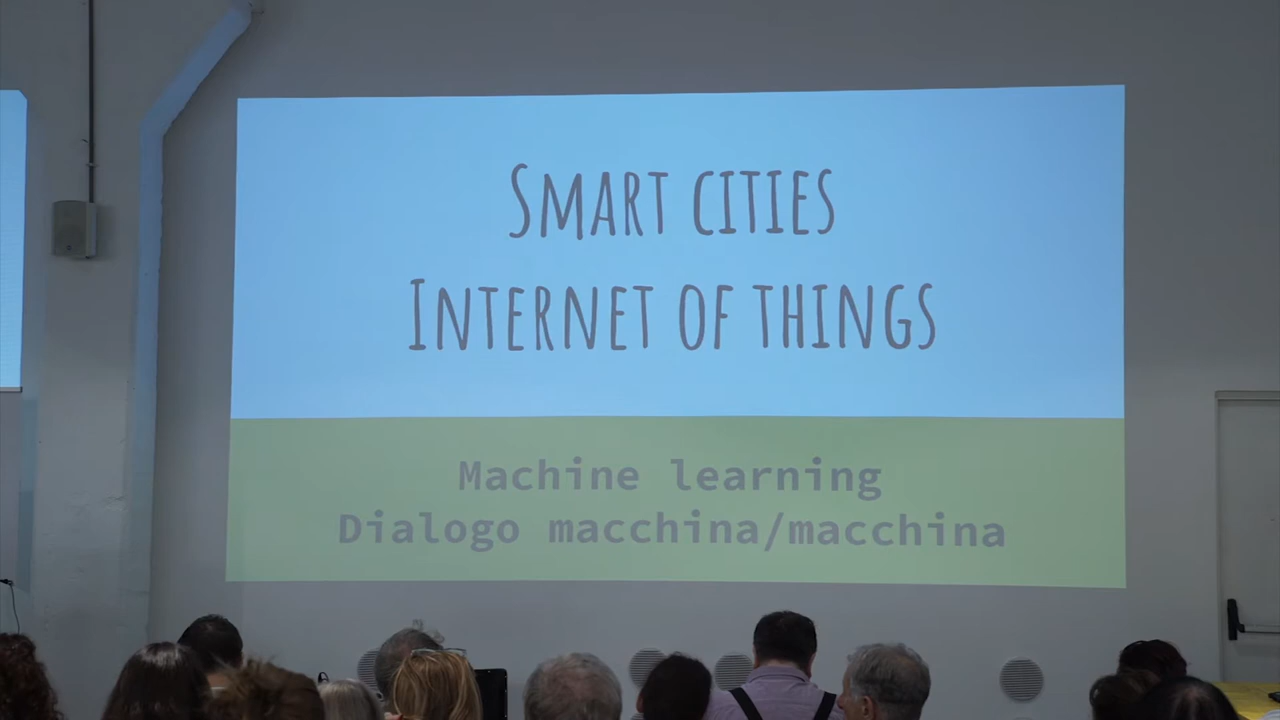 Smart cities
Internet of things
Machine learning
Dialogo macchina/macchina